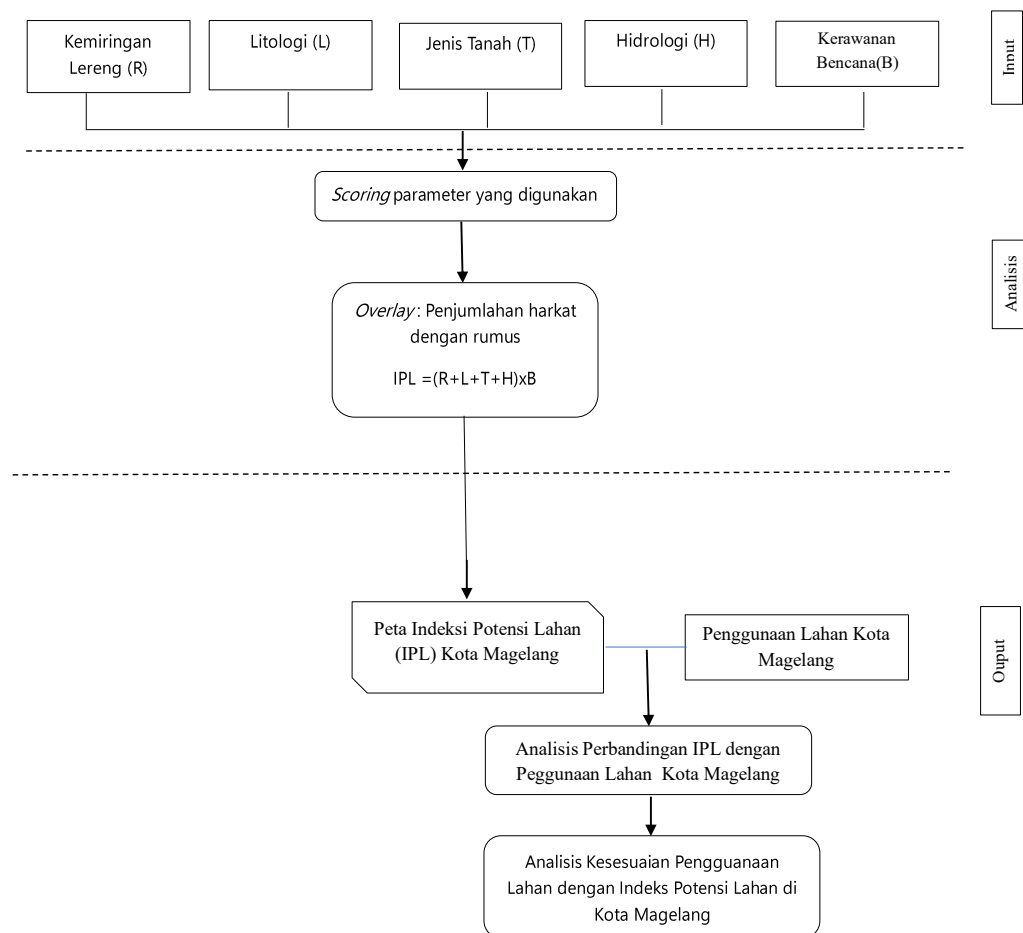 Kemiringan
Lereng (R)
Litologi (L)
Jenis Tanah (T)
Hidrologi (H)
Kerawanan
Bencana(B)
Input
Scoring parameter yang digunakan
Overlay : Penjumlahan harkat
dengan rumus
IPL =(R+L+T+H)xB
Analisis
Peta Indeksi Potensi Lahan
(IPL) Kota Magelang
Penggunaan Lahan Kota
Magelang
Ouput
Analisis Perbandingan IPL dengan
Peggunaan Lahan Kota Magelang
Analisis Kesesuaian Pengguanaan
Lahan dengan Indeks Potensi Lahan di
Kota Magelang